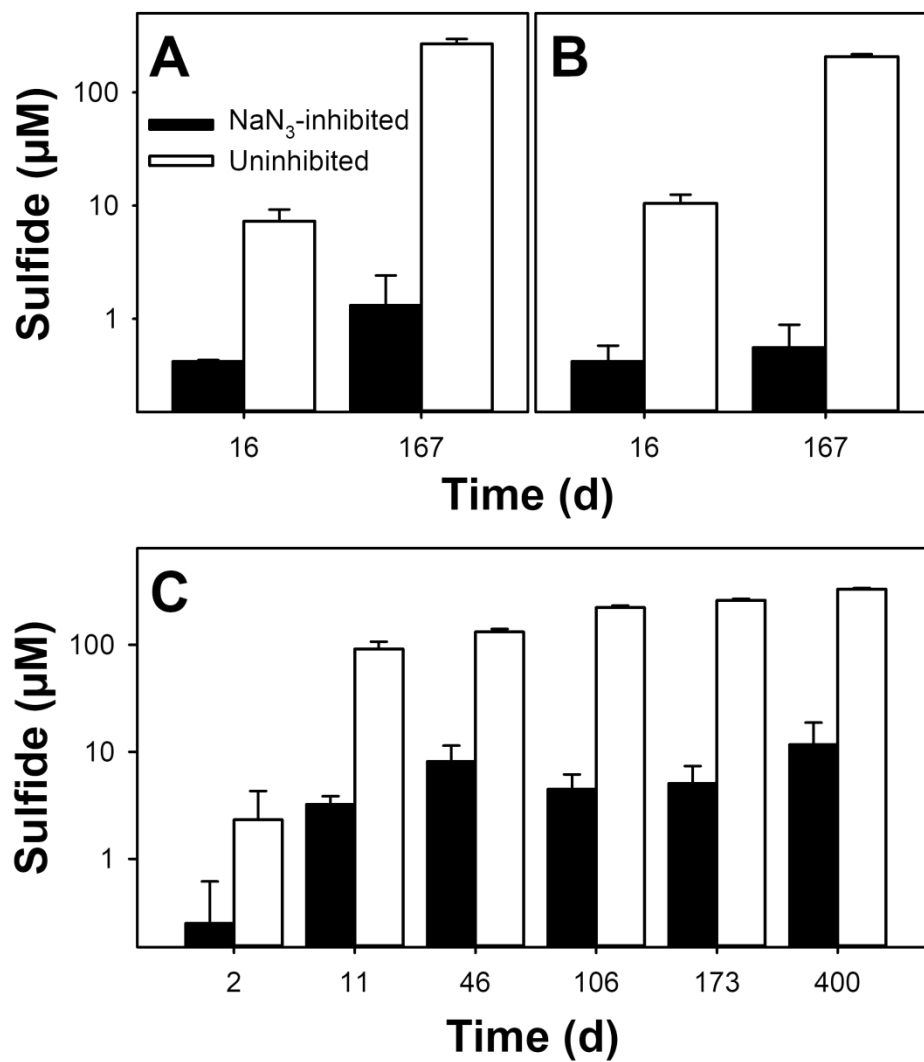 A
B
NaN₃-inhibited
Uninhibited
Sulfide (µM)
100
10
1
16
167
16
167
Time (d)
C
Sulfide (µM)
100
10
1
2
11
46
106
173
400
Time (d)